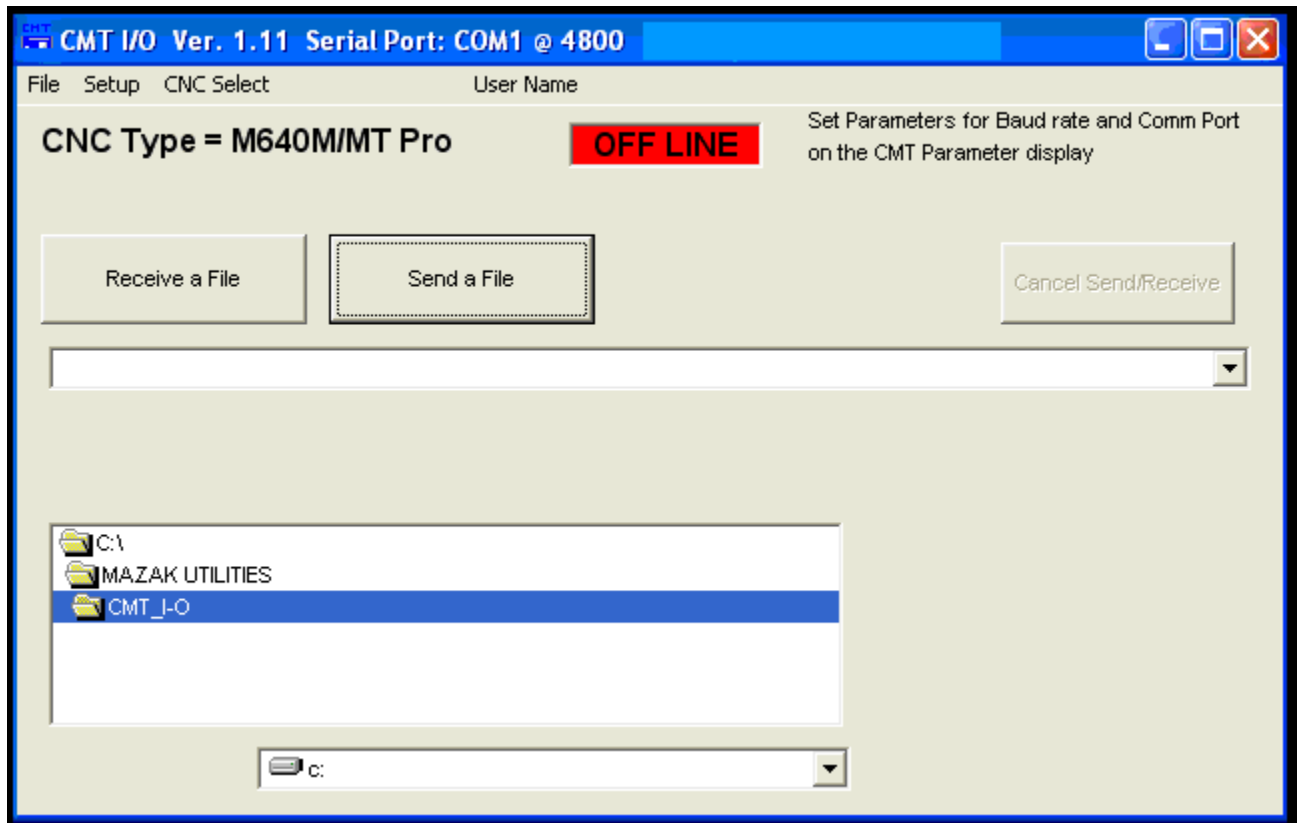 CMT
CMT I/O Ver. 1.11 Serial Port: COM1 @ 4800
File Setup CNC Select User Name
CNC Type = M640M/MT Pro
OFF LINE
Set Parameters for Baud rate and Comm Port
on the CMT Parameter display
Receive a File
Send a File
Cancel Send/Receive
C:\
MAZAK UTILITIES
CMT_I-O
c: